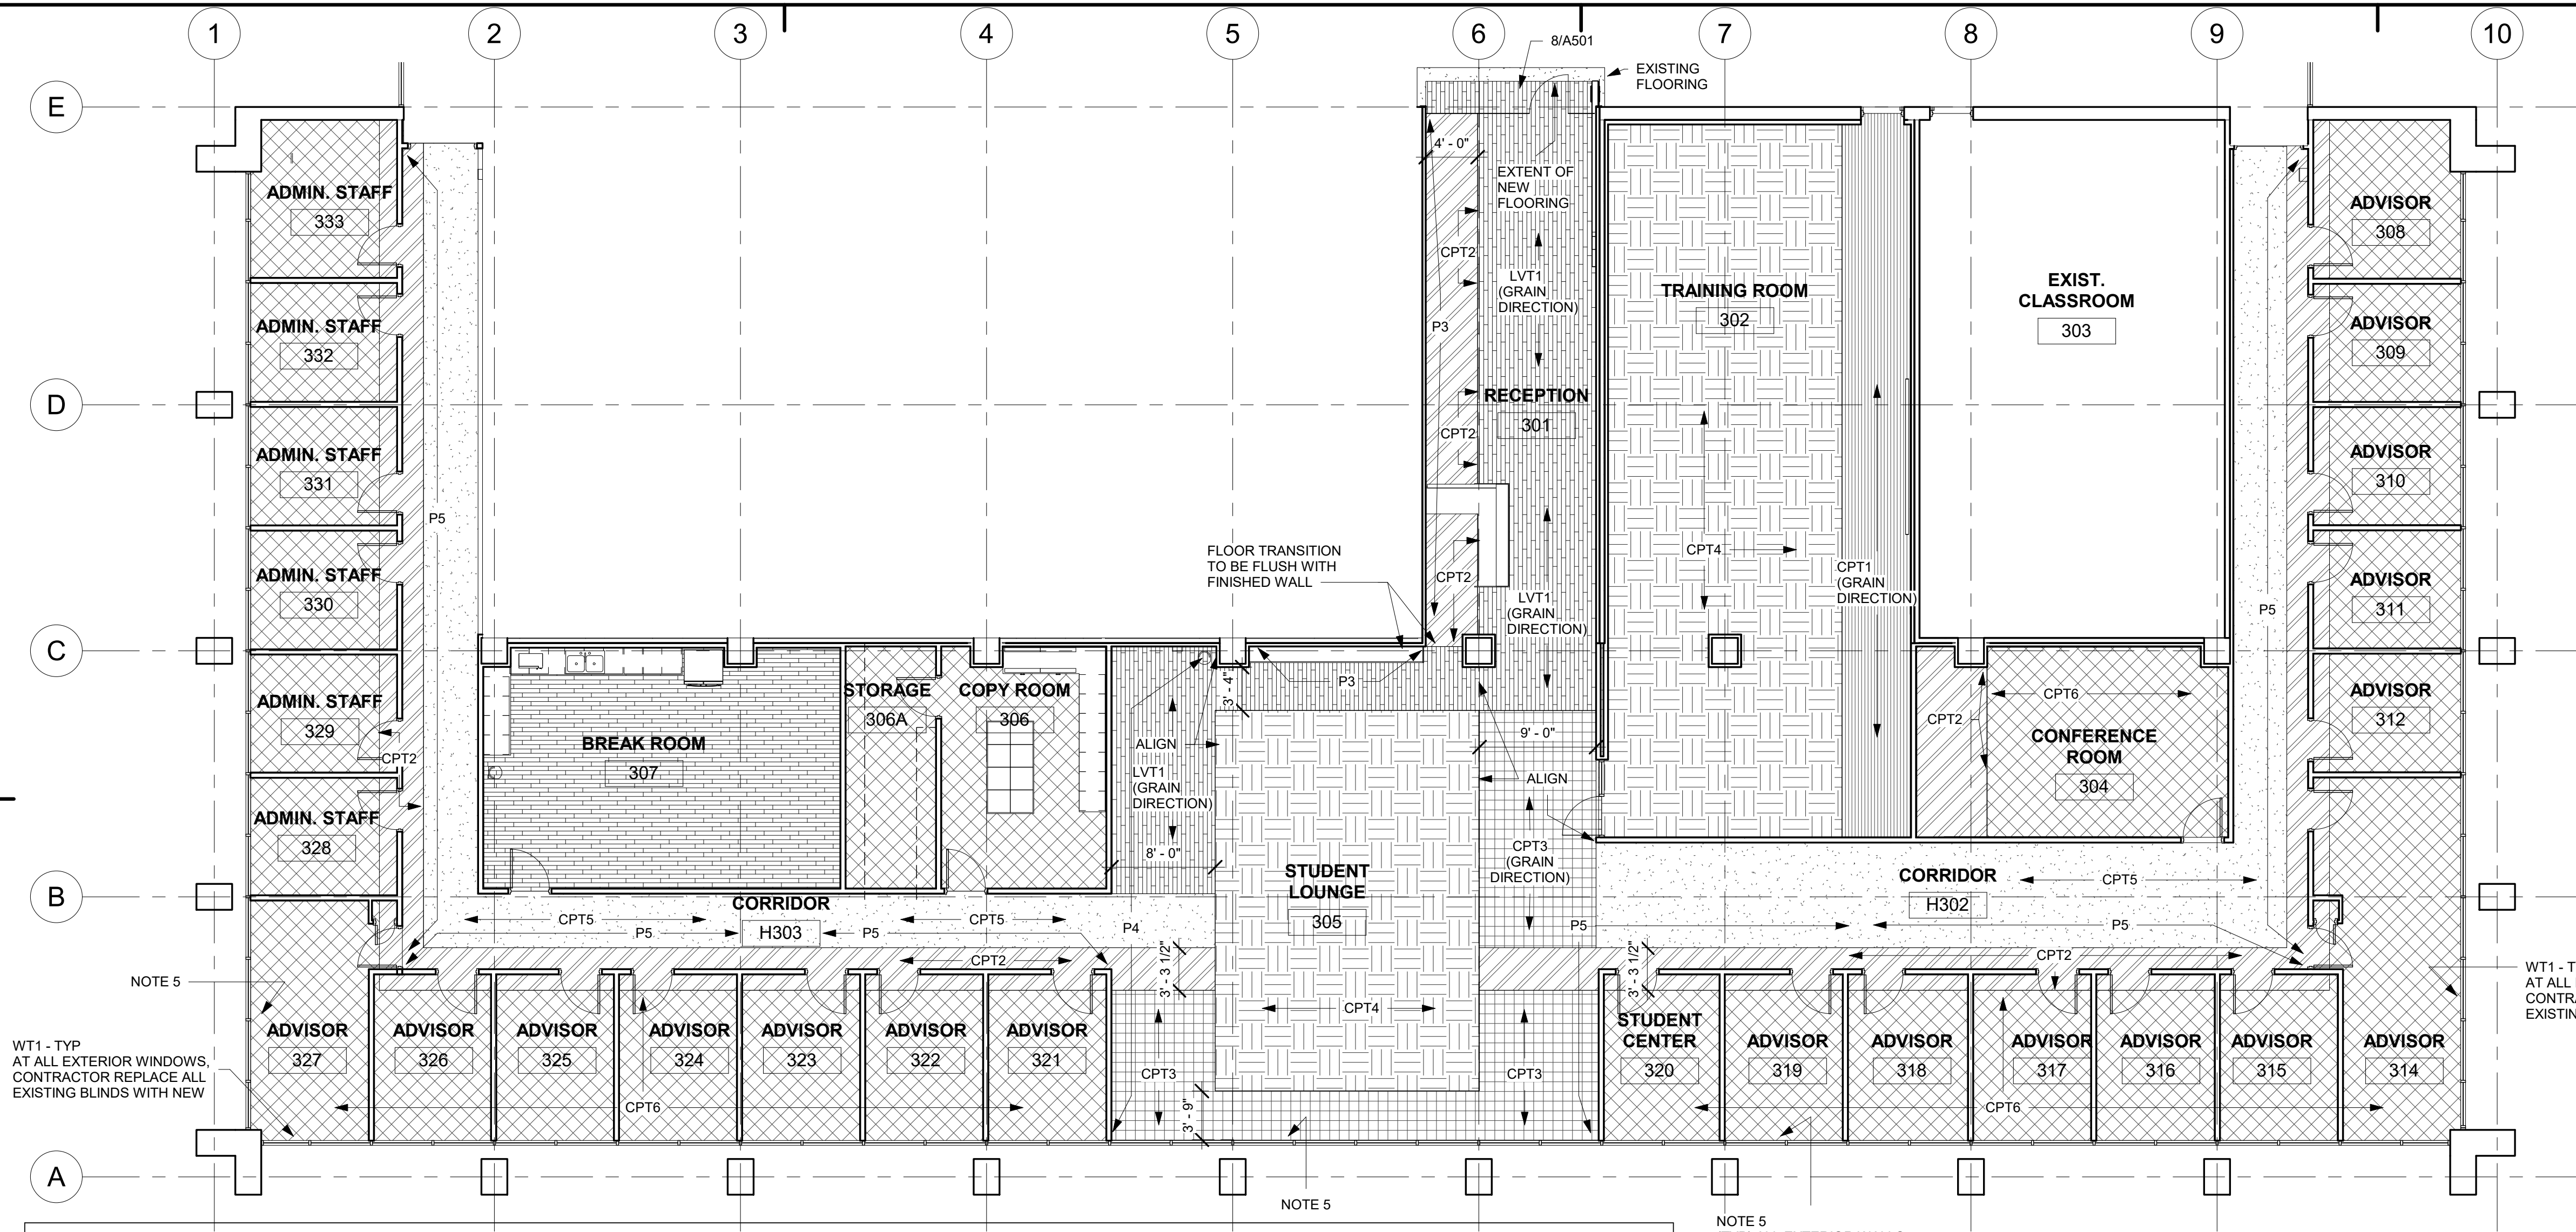 1
2
3
4
5
6
7
8
9
10
8/A501
EXISTING
FLOORING
E
D
C
B
A
4' - 0"
EXTENT OF
NEW
FLOORING
ADMIN. STAFF
333
ADMIN. STAFF
332
ADMIN. STAFF
331
ADMIN. STAFF
330
ADMIN. STAFF
329
ADMIN. STAFF
328
P5
CPT2
CPT2
LVT1
(GRAIN
DIRECTION)
P3
RECEPTION
301
CPT2
CPT2
LVT1
(GRAIN
DIRECTION)
FLOOR TRANSITION
TO BE FLUSH WITH
FINISHED WALL
TRAINING ROOM
302
CPT4
CPT1
(GRAIN
DIRECTION)
EXIST.
CLASSROOM
303
ADVISOR
308
ADVISOR
309
ADVISOR
310
ADVISOR
311
ADVISOR
312
P5
BREAK ROOM
307
STORAGE
306A
COPY ROOM
306
3' - 4"
P3
ALIGN
LVT1
(GRAIN
DIRECTION)
8' - 0"
9' - 0"
ALIGN
CPT3
(GRAIN
DIRECTION)
CPT2
CPT6
CONFERENCE
ROOM
304
STUDENT
LOUNGE
305
CORRIDOR
H303
CPT5
CPT5
P5
P5
P4
CPT2
3' - 3 1/2"
CORRIDOR
H302
CPT5
P5
P5
CPT2
3' - 3 1/2"
NOTE 5
WT1 - TYP
AT ALL EXTERIOR WINDOWS,
CONTRACTOR REPLACE ALL
EXISTING BLINDS WITH NEW
ADVISOR
327
ADVISOR
326
ADVISOR
325
ADVISOR
324
ADVISOR
323
ADVISOR
322
ADVISOR
321
CPT6
CPT3
3' - 9"
CPT4
CPT3
STUDENT
CENTER
320
ADVISOR
319
ADVISOR
318
ADVISOR
317
ADVISOR
316
ADVISOR
315
ADVISOR
314
CPT6
WT1 - T
AT ALL
CONTR
EXISTIN
NOTE 5
NOTE 5